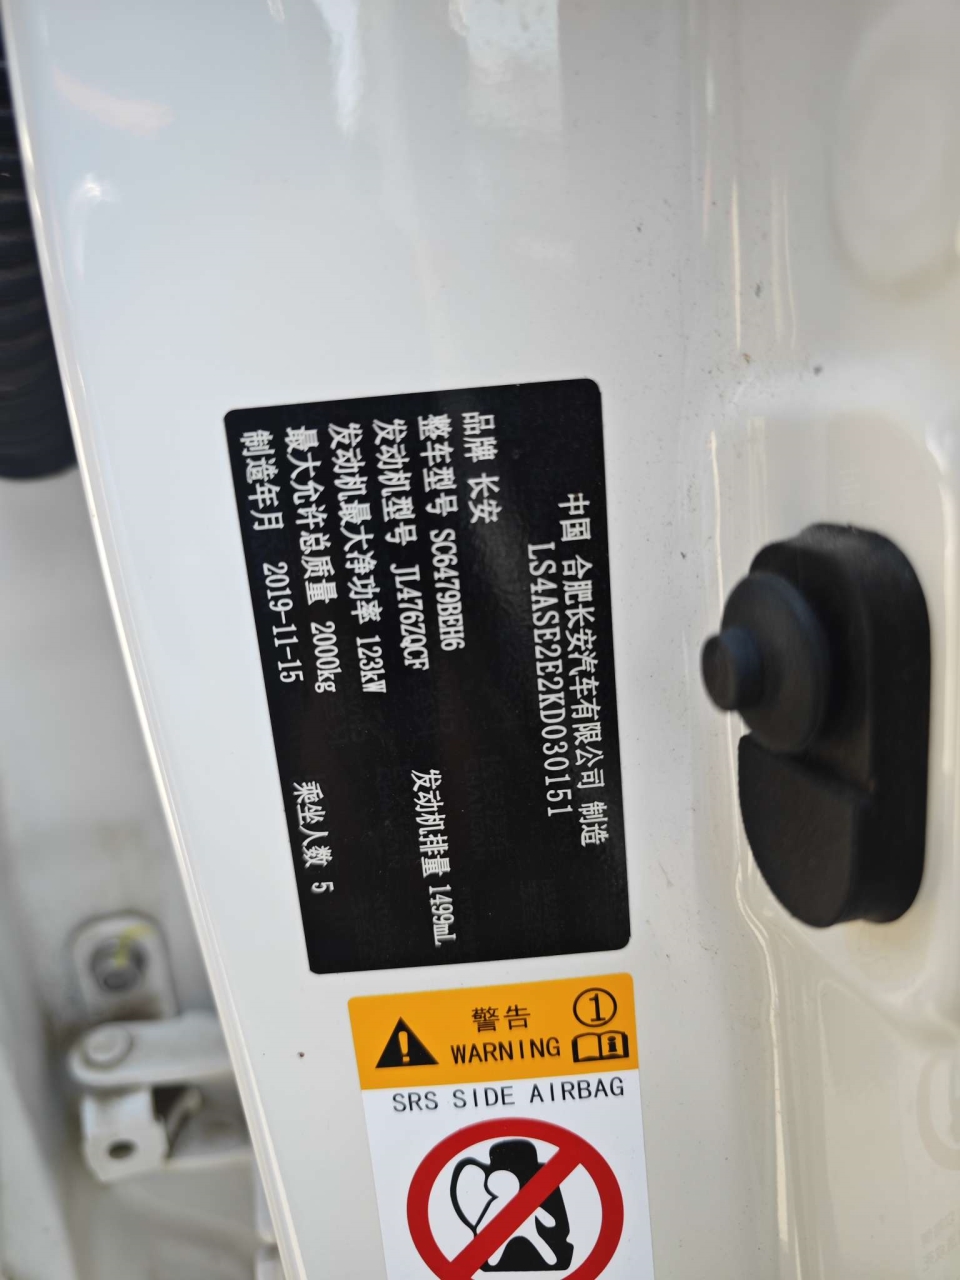 中国 合肥长安汽车有限公司 制造
LS4ASE2E2KD030151
品牌 长安
整车型号 SC6479BEH6
发动机型号 JL476ZQCF 发动机排量 1499mL
发动机最大净功率 123kW
最大允许总质量 2000kg 乘坐人数 5
制造年月 2019-11-15
警告 1
WARNING i
SRS SIDE AIRBAG